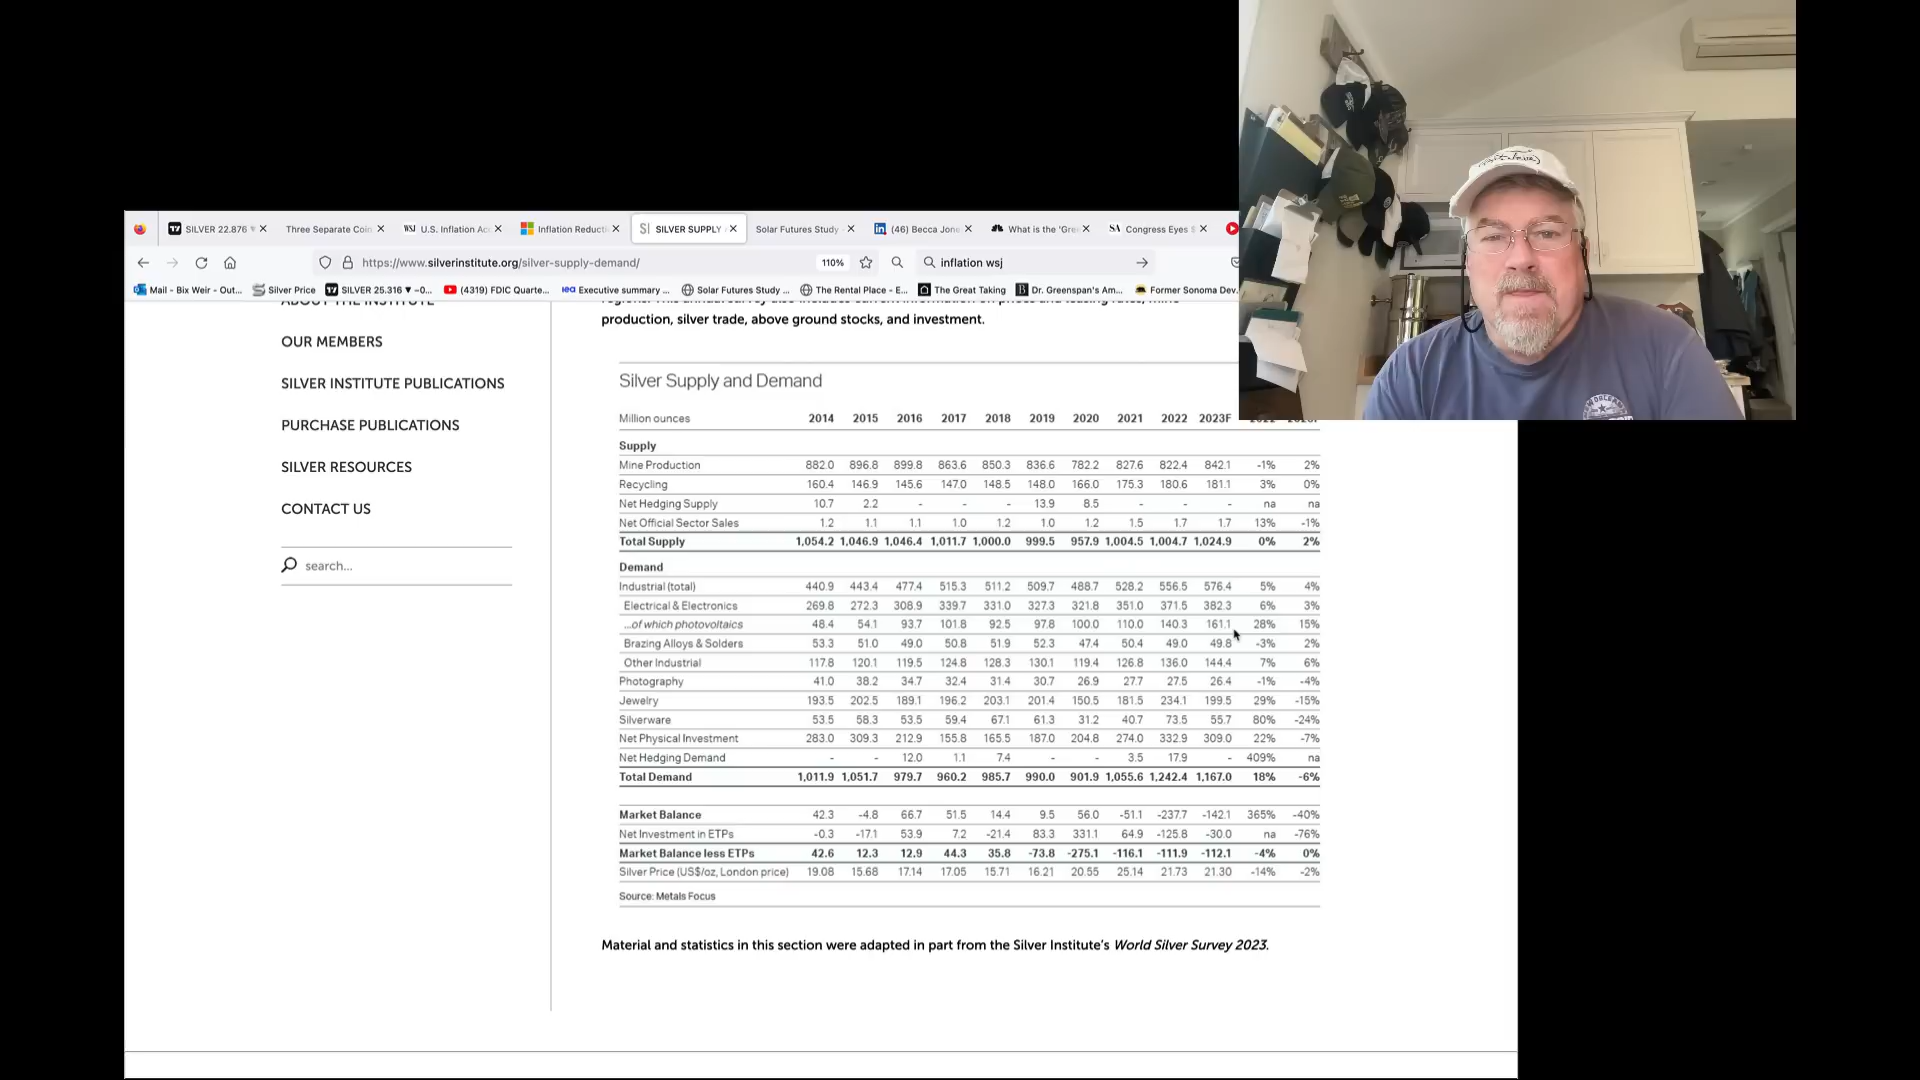 SILVER 22.876
Three Separate Coin
WSJ U.S. Inflation Acc
Inflation Reducti
SILVER SUPPLY
Solar Futures Study
(46) Becca Jone
What is the 'Gre
SA Congress Eyes
https://www.silverinstitute.org/silver-supply-demand/ 110% inflation wsj
Mail - Bix Weir - Out... Silver Price SILVER 25.316 ▼ −0... (4319) FDIC Quarte... iea Executive summary ... Solar Futures Study ... The Rental Place - E... The Great Taking Dr. Greenspan's Am... Former Sonoma Dev.
ABOUT THE INSTITUTE
OUR MEMBERS
SILVER INSTITUTE PUBLICATIONS
PURCHASE PUBLICATIONS
SILVER RESOURCES
CONTACT US
search...
production, silver trade, above ground stocks, and investment.
Silver Supply and Demand
Million ounces 2014 2015 2016 2017 2018 2019 2020 2021 2022 2023F
Supply
Mine Production 882.0 896.8 899.8 863.6 850.3 836.6 782.2 827.6 822.4 842.1 -1% 2%
Recycling 160.4 146.9 145.6 147.0 148.5 148.0 166.0 175.3 180.6 181.1 3% 0%
Net Hedging Supply 10.7 2.2 - - - 13.9 8.5 - - - na na
Net Official Sector Sales 1.2 1.1 1.1 1.0 1.2 1.0 1.2 1.5 1.7 1.7 13% -1%
Total Supply 1,054.2 1,046.9 1,046.4 1,011.7 1,000.0 999.5 957.9 1,004.5 1,004.7 1,024.9 0% 2%
Demand
Industrial (total) 440.9 443.4 477.4 515.3 511.2 509.7 488.7 528.2 556.5 576.4 5% 4%
Electrical & Electronics 269.8 272.3 308.9 339.7 331.0 327.3 321.8 351.0 371.5 382.3 6% 3%
...of which photovoltaics 48.4 54.1 93.7 101.8 92.5 97.8 100.0 110.0 140.3 161.1 28% 15%
Brazing Alloys & Solders 53.3 51.0 49.0 50.8 51.9 52.3 47.4 50.4 49.0 49.8 -3% 2%
Other Industrial 117.8 120.1 119.5 124.8 128.3 130.1 119.4 126.8 136.0 144.4 7% 6%
Photography 41.0 38.2 34.7 32.4 31.4 30.7 26.9 27.7 27.5 26.4 -1% -4%
Jewelry 193.5 202.5 189.1 196.2 203.1 201.4 150.5 181.5 234.1 199.5 29% -15%
Silverware 53.5 58.3 53.5 59.4 67.1 61.3 31.2 40.7 73.5 55.7 80% -24%
Net Physical Investment 283.0 309.3 212.9 155.8 165.5 187.0 204.8 274.0 332.9 309.0 22% -7%
Net Hedging Demand - - 12.0 1.1 7.4 - - 3.5 17.9 - 409% na
Total Demand 1,011.9 1,051.7 979.7 960.2 985.7 990.0 901.9 1,055.6 1,242.4 1,167.0 18% -6%
Market Balance 42.3 -4.8 66.7 51.5 14.4 9.5 56.0 -51.1 -237.7 -142.1 365% -40%
Net Investment in ETPs -0.3 -17.1 53.9 7.2 -21.4 83.3 331.1 64.9 -125.8 -30.0 na -76%
Market Balance less ETPs 42.6 12.3 12.9 44.3 35.8 -73.8 -275.1 -116.1 -111.9 -112.1 -4% 0%
Silver Price (US$/oz, London price) 19.08 15.68 17.14 17.05 15.71 16.21 20.55 25.14 21.73 21.30 -14% -2%
Source: Metals Focus
Material and statistics in this section were adapted in part from the Silver Institute's World Silver Survey 2023.